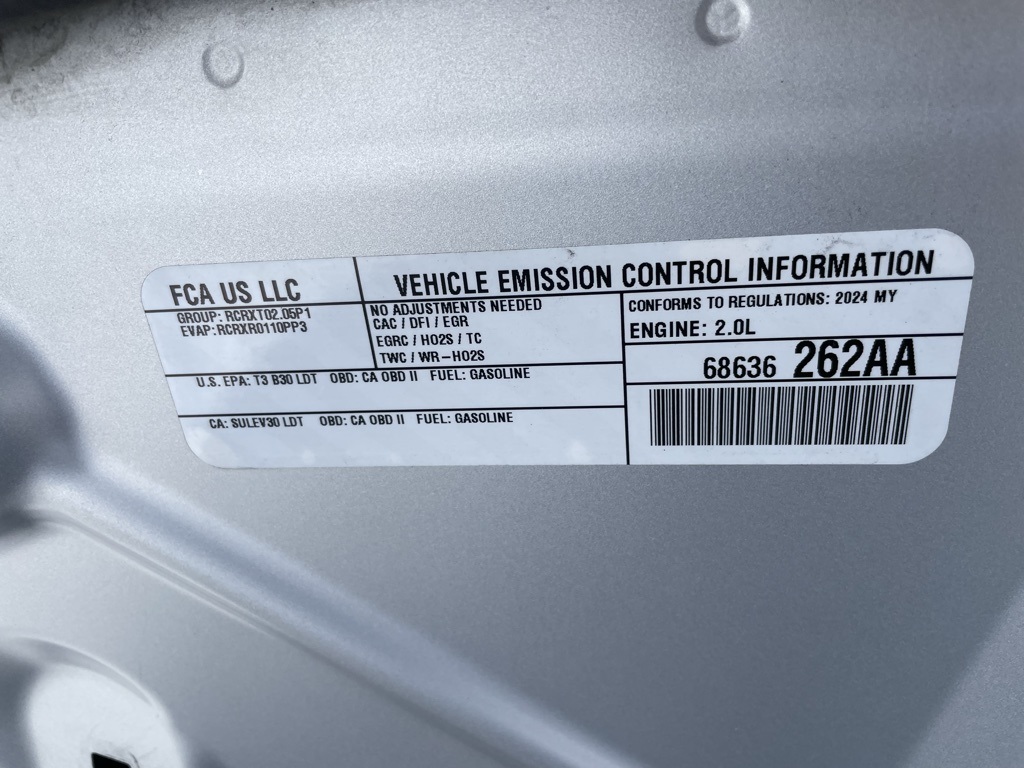 FCA US LLC
GROUP: RCRXT02.05P1
EVAP: RCRXR0110PP3
VEHICLE EMISSION CONTROL INFORMATION
NO ADJUSTMENTS NEEDED
CAC / DFI / EGR
EGRC / HO2S / TC
TWC / WR-HO2S
CONFORMS TO REGULATIONS: 2024 MY
ENGINE: 2.0L
68636 262AA
U.S. EPA: T3 B30 LDT OBD: CA OBD II FUEL: GASOLINE
CA: SULEV30 LDT OBD: CA OBD II FUEL: GASOLINE